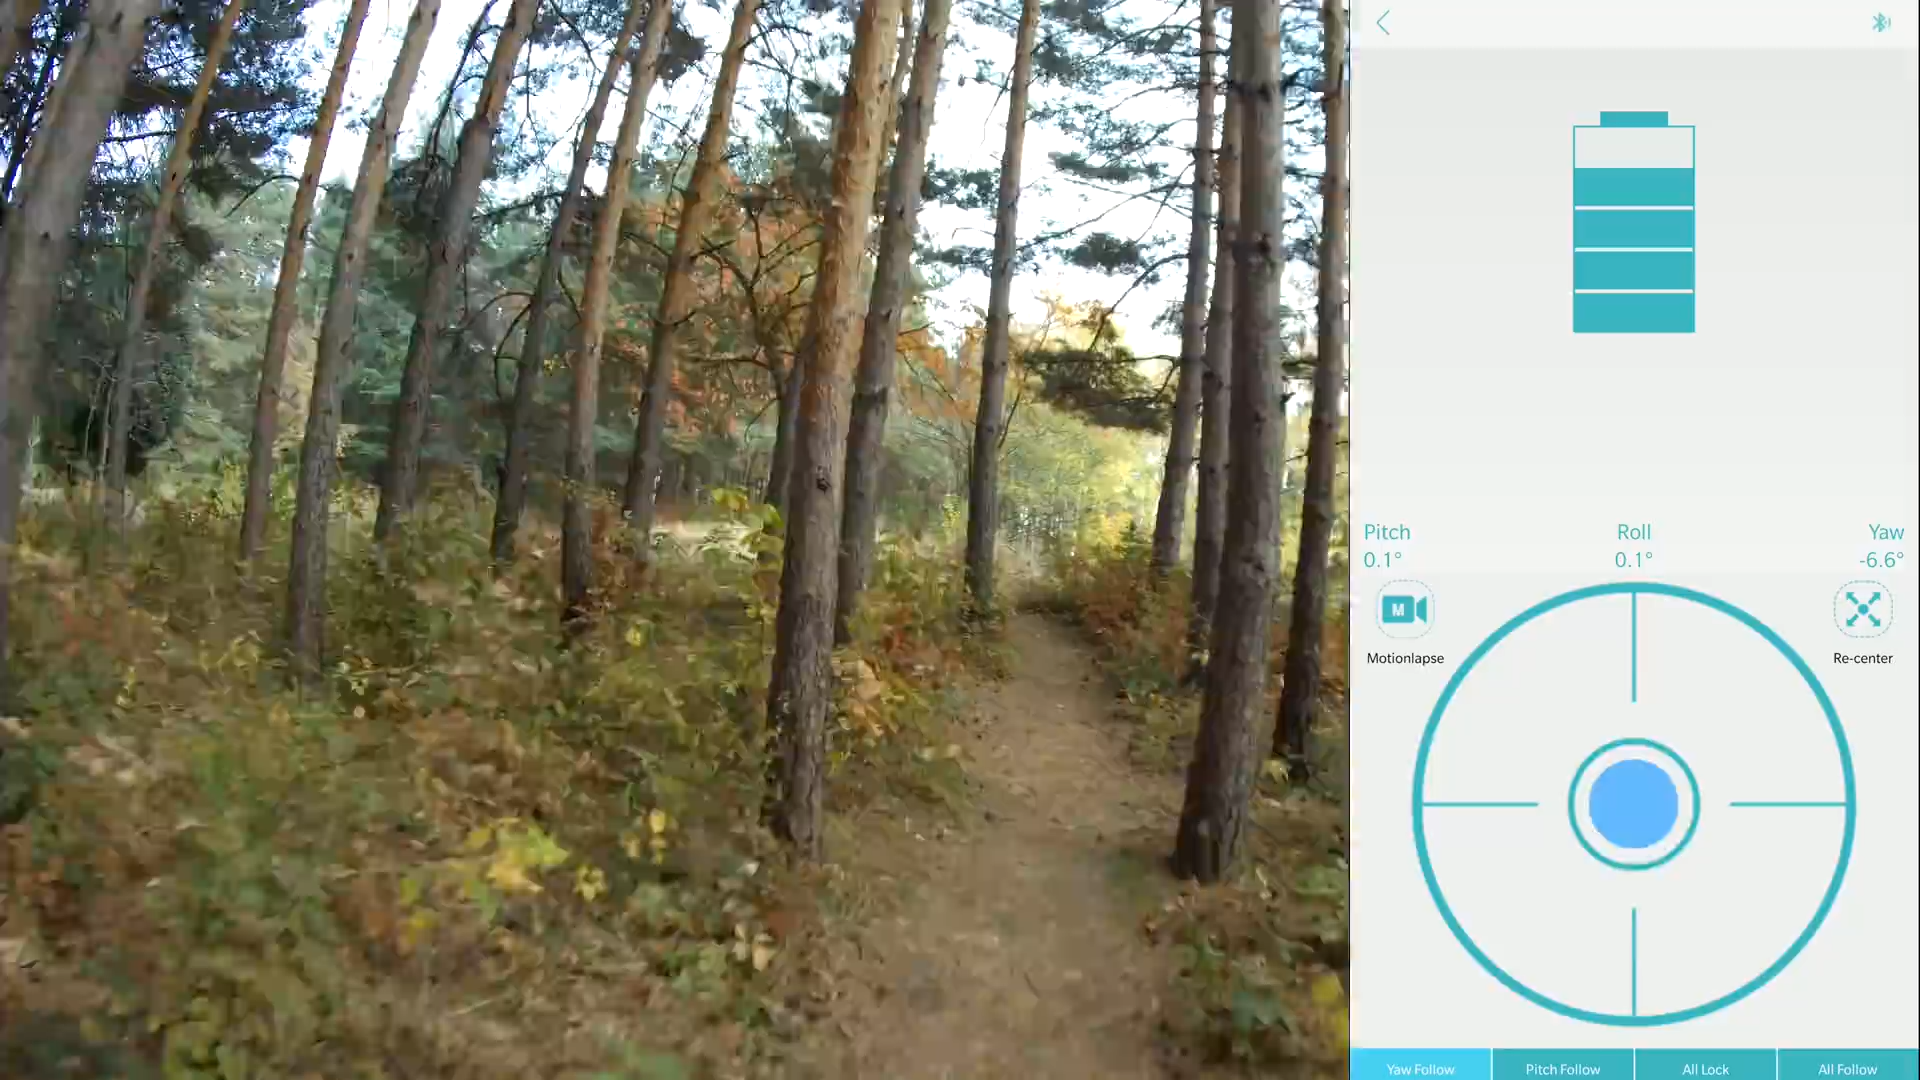 Pitch Roll Yaw
0.1° 0.1° -6.6°
M
Motionlapse Re-center
Yaw Follow Pitch Follow All Lock All Follow